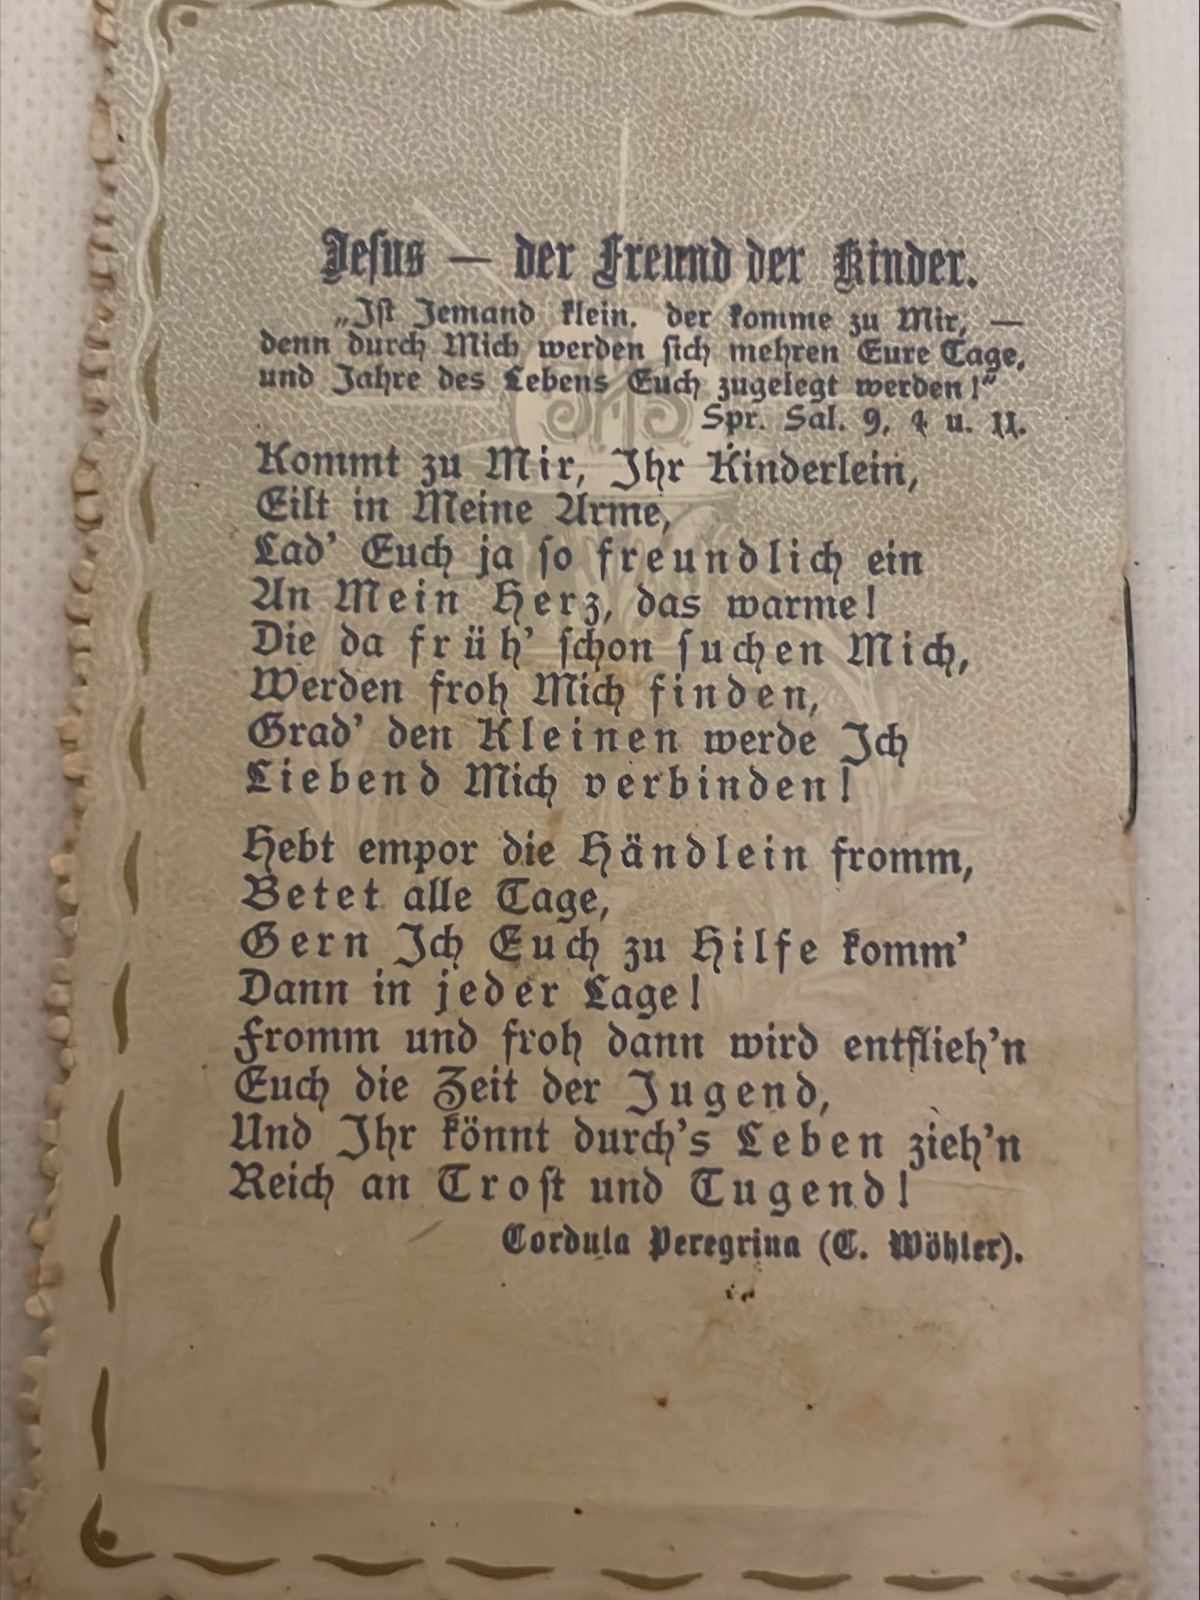 Jesus — der Freund der Kinder.
„Ist Jemand klein, der komme zu Mir, —
denn durch Mich werden sich mehren Eure Tage,
und Jahre des Lebens Euch zugelegt werden!“
Spr. Sal. 9, 4 u. 11.
Kommt zu Mir, Ihr Kinderlein,
Eilt in Meine Arme,
Lad' Euch ja so freundlich ein
An Mein Herz, das warme!
Die da früh' schon suchen Mich,
Werden froh Mich finden,
Grad' den Kleinen werde Ich
Liebend Mich verbinden!
Hebt empor die Händlein fromm,
Betet alle Tage,
Gern Ich Euch zu Hilfe komm'
Dann in jeder Lage!
Fromm und froh dann wird entflieh'n
Euch die Zeit der Jugend,
Und Ihr könnt durch's Leben zieh'n
Reich an Trost und Tugend!
Cordula Peregrina (C. Wöhler).
IHS